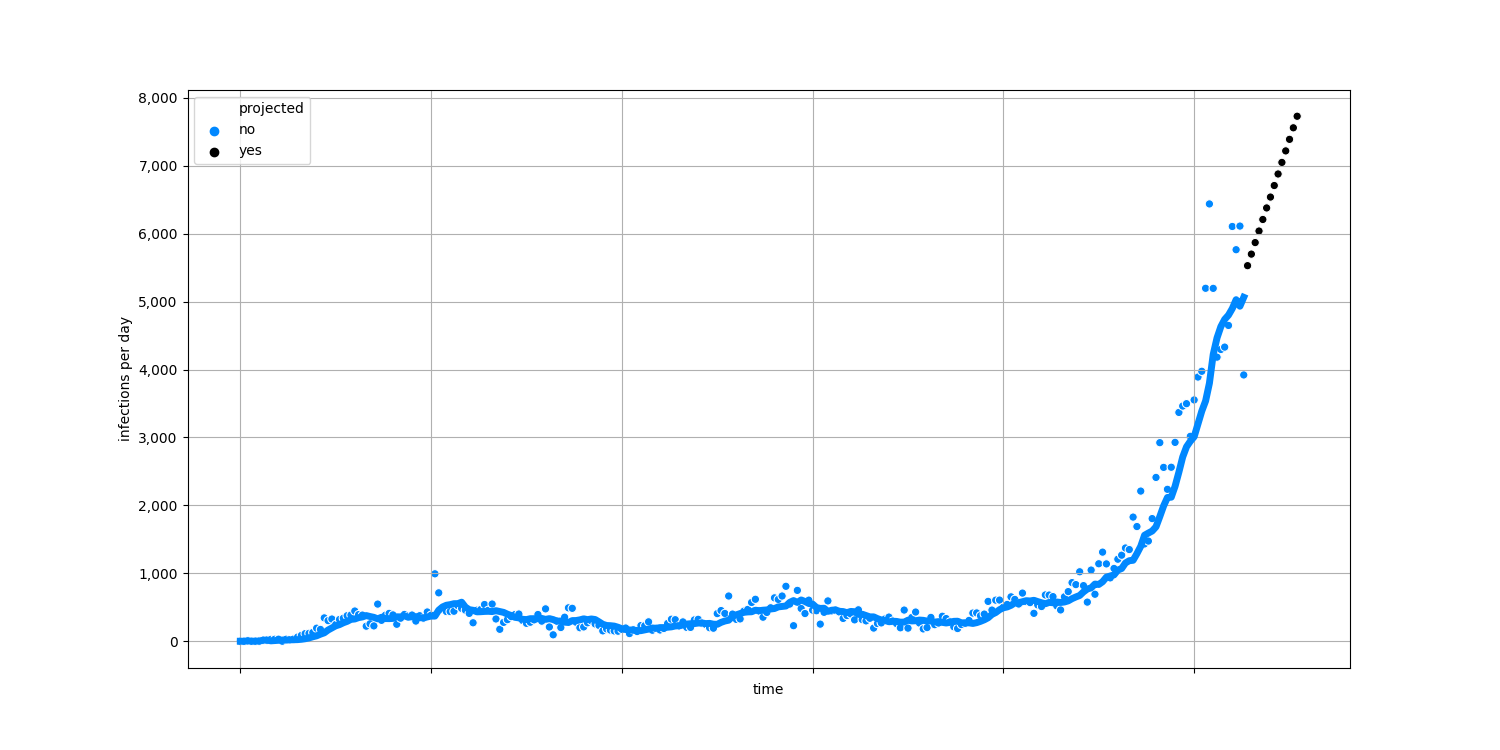 projected
no
yes
8,000
7,000
6,000
5,000
4,000
3,000
2,000
1,000
0
infections per day
time